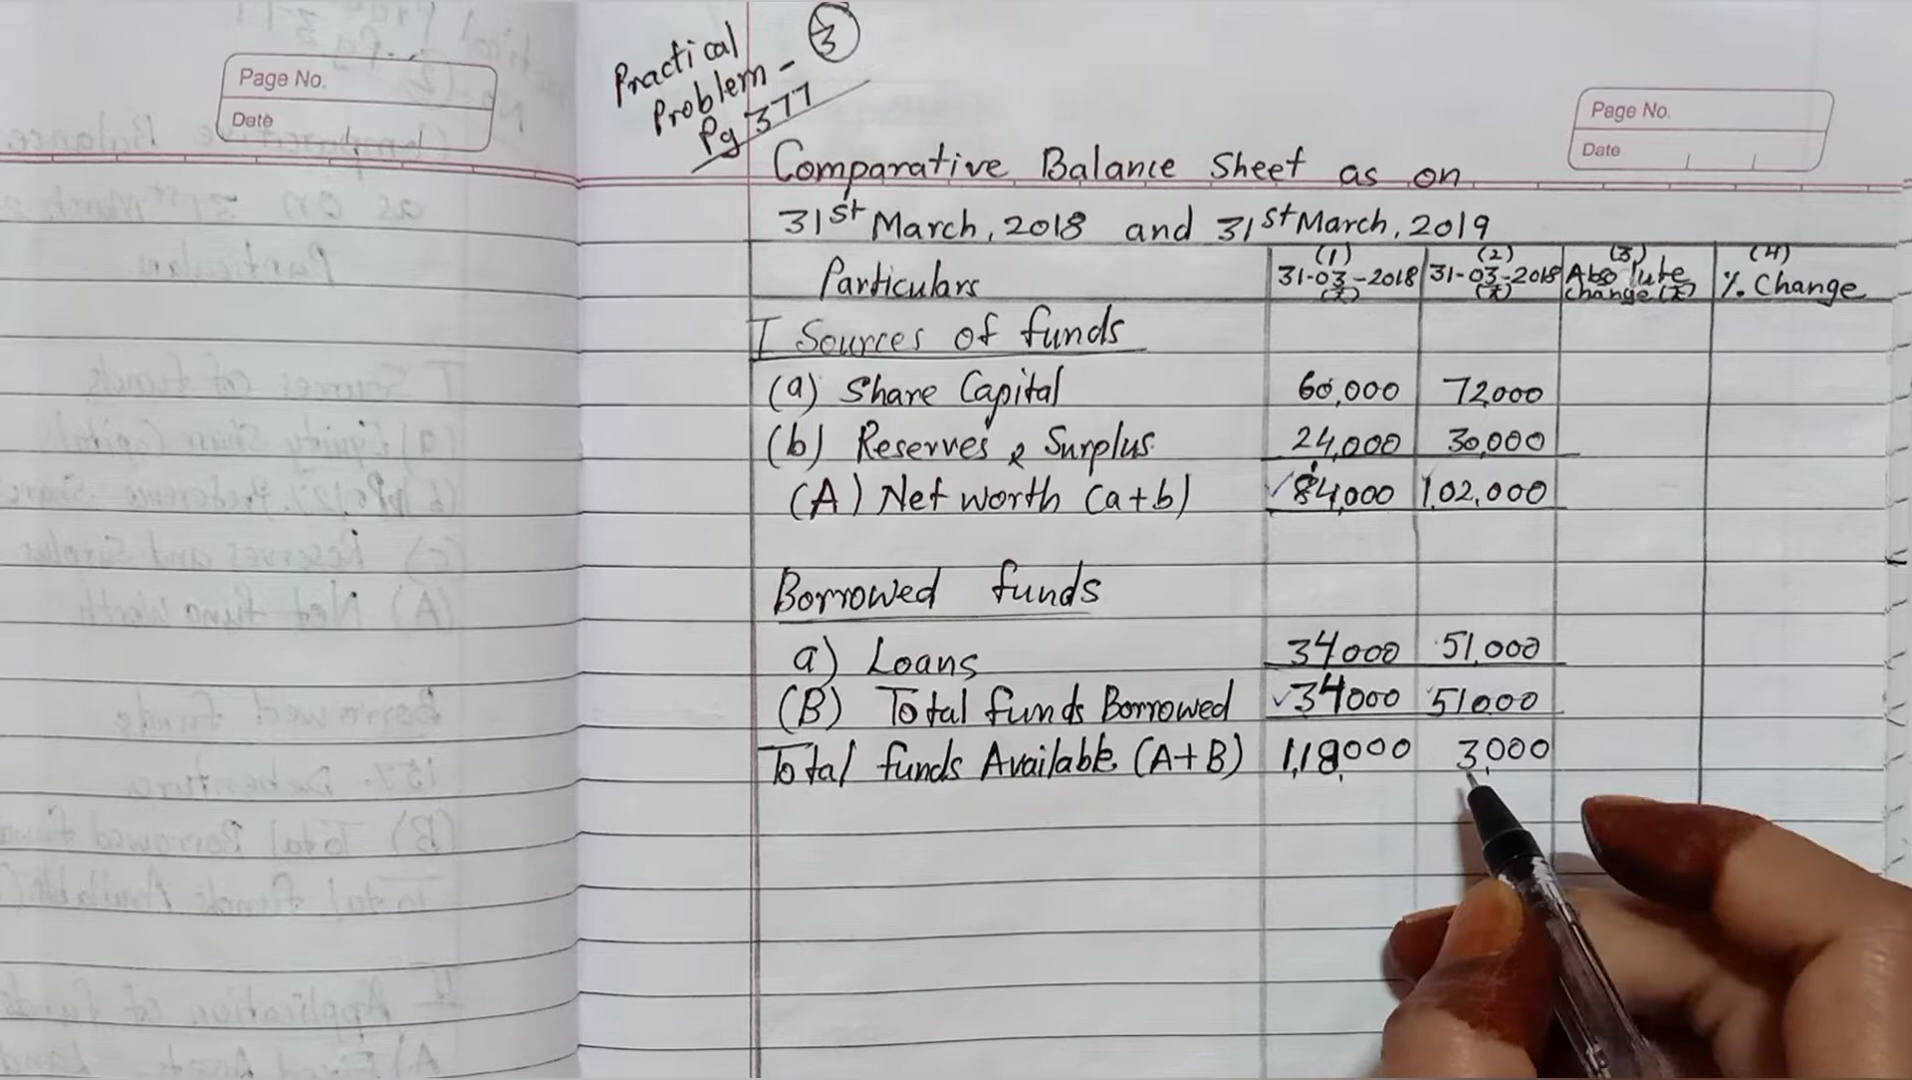 Page No.
Date
Practical
Problem - 3
Pg 377
Page No.
Date
Comparative Balance Sheet as on
31st March, 2018 and 31st March, 2019
Particulars (1) 31-03-2018 (₹) (2) 31-03-2018 (₹) (3) Absolute Change (₹) (4) % Change
I Sources of funds
(a) Share Capital 60,000 72,000
(b) Reserves & Surplus 24,000 30,000
(A) Net worth (a+b) 84,000 1,02,000
Borrowed funds
a) Loans 34000 51,000
(B) Total funds Borrowed 34000 51000
Total funds Available (A+B) 1,18,000 3,000